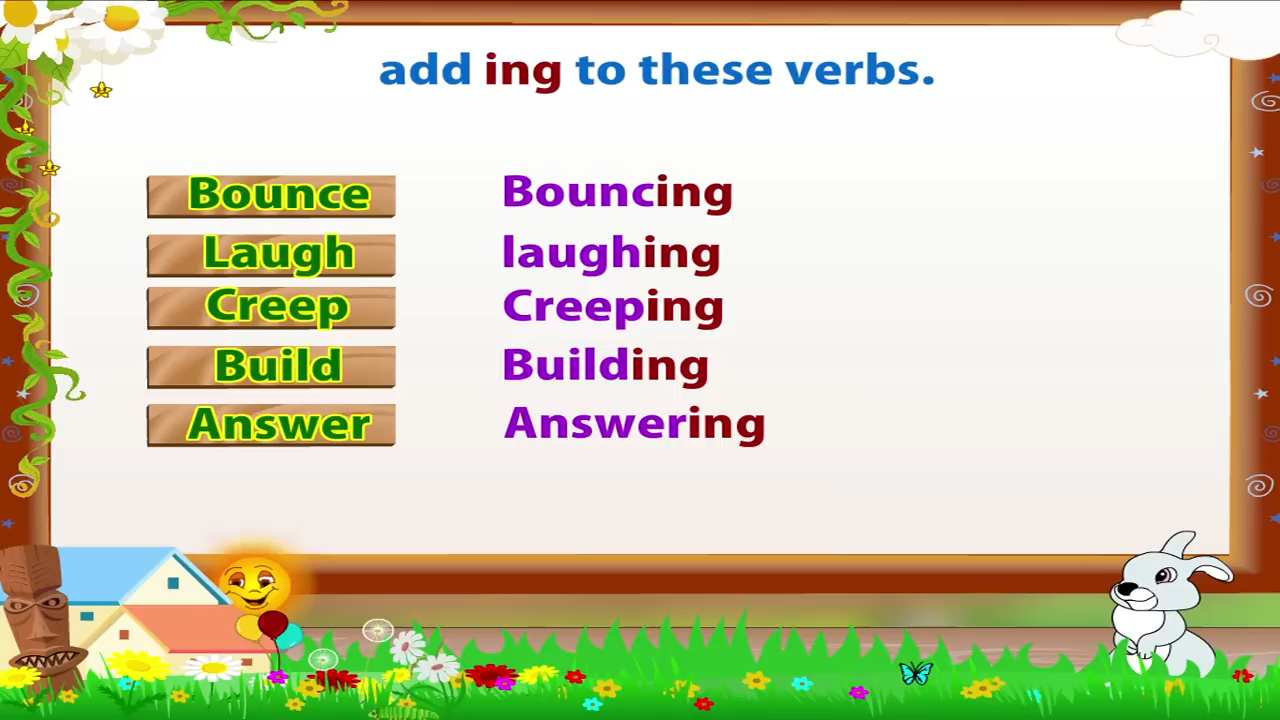 add ing to these verbs.
Bounce Bouncing
Laugh laughing
Creep Creeping
Build Building
Answer Answering